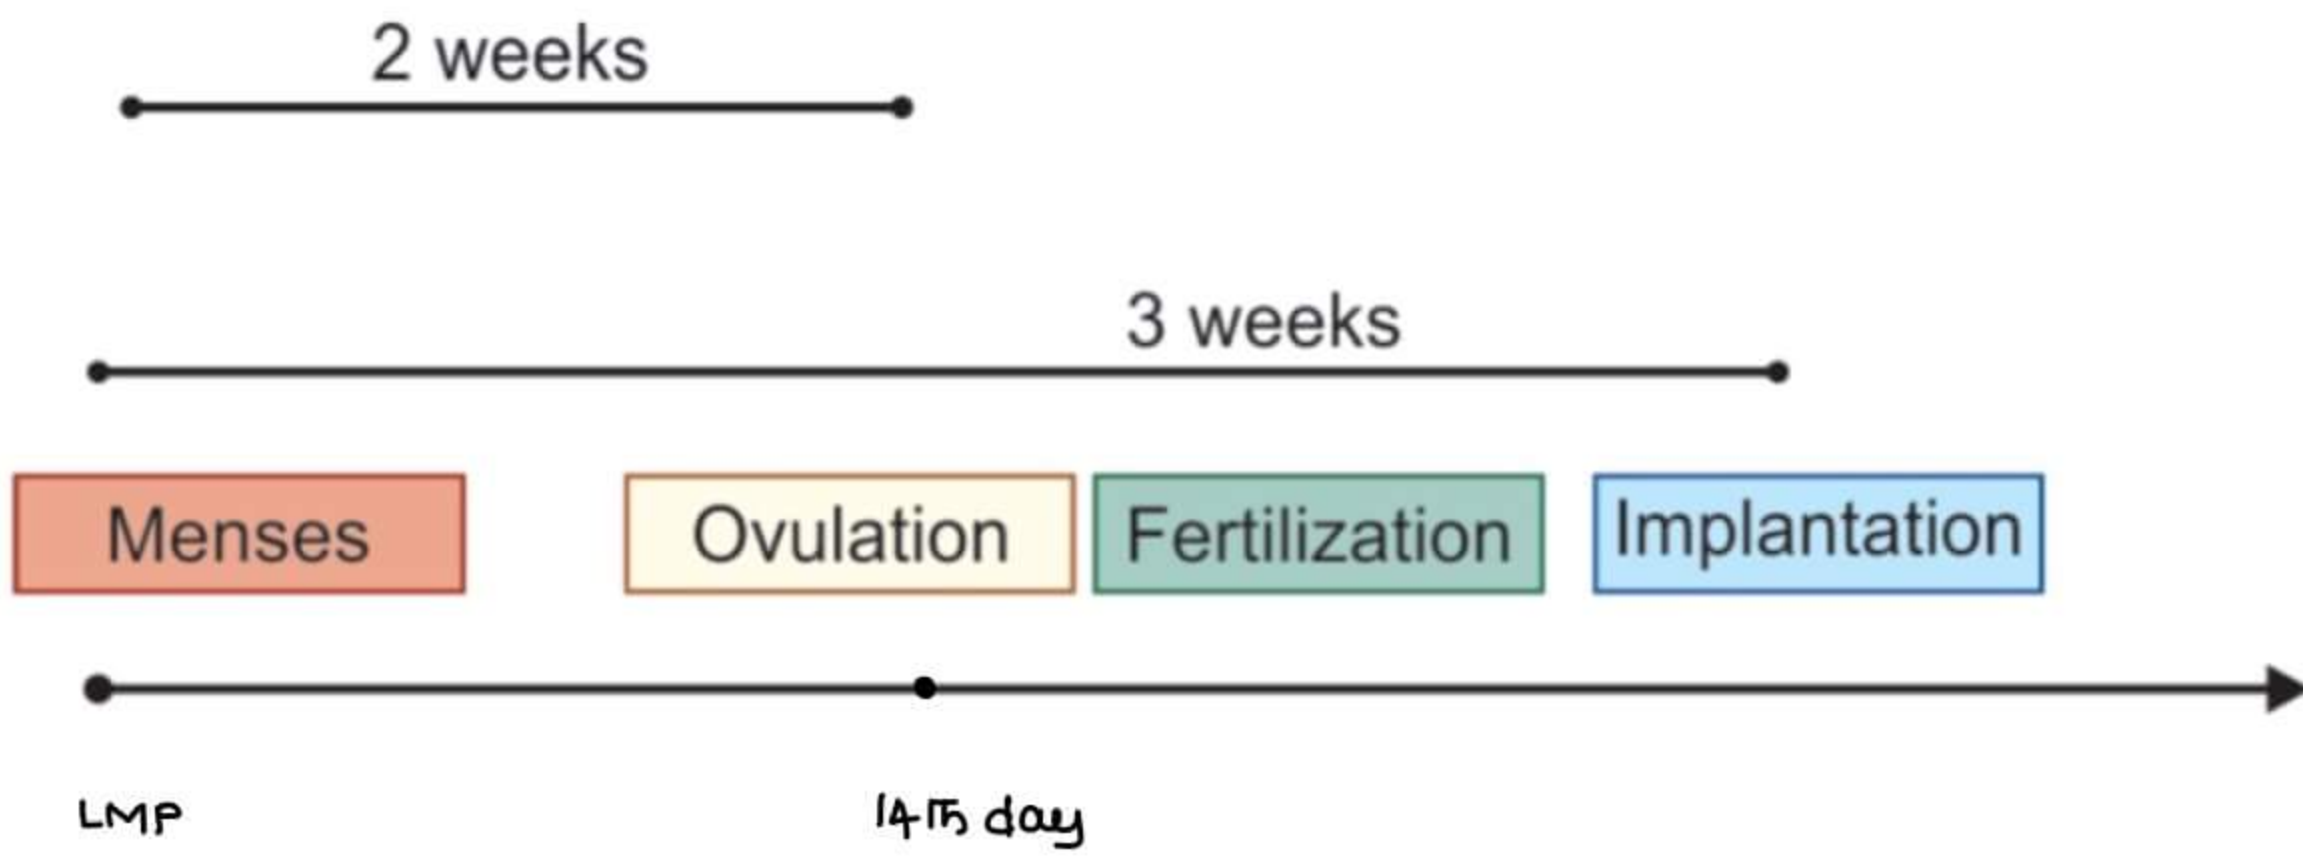 2 weeks
3 weeks
Menses
Ovulation
Fertilization
Implantation
LMP
14th day